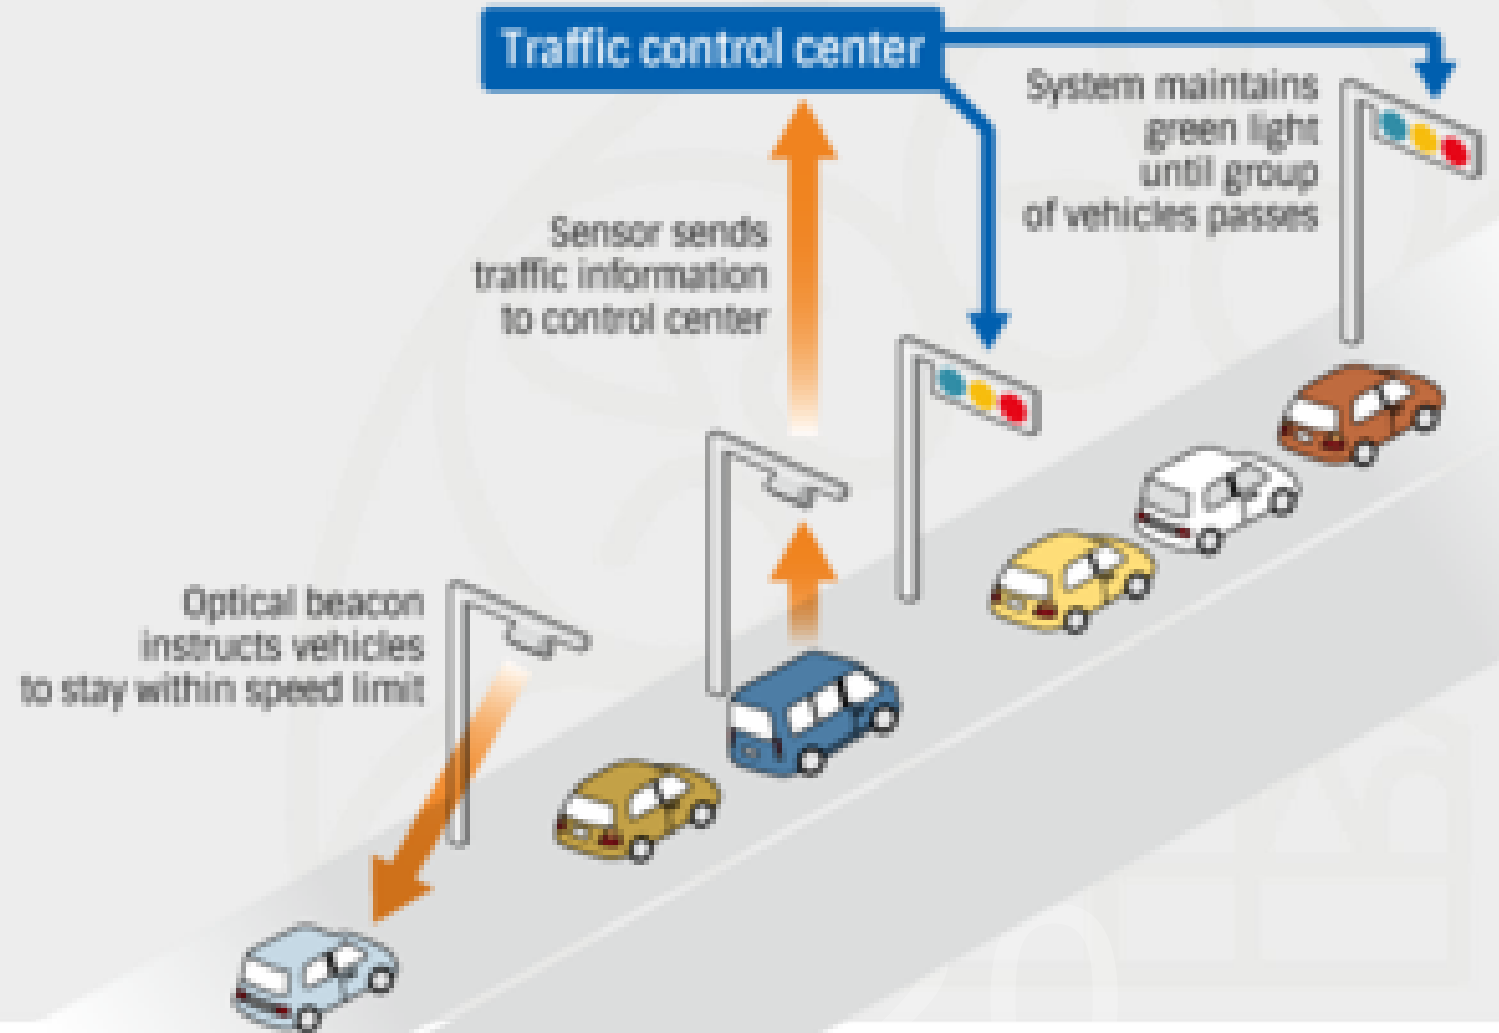 Traffic control center
System maintains
green light
until group
of vehicles passes
Sensor sends
traffic information
to control center
Optical beacon
instructs vehicles
to stay within speed limit